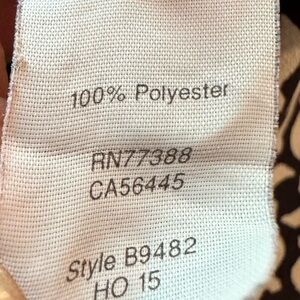 100% Polyester
RN77388
CA56445
Style B9482
HO 15